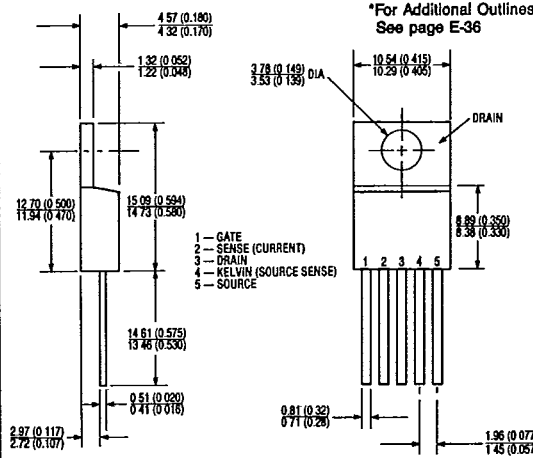 *For Additional Outlines
See page E-36
4.57 (0.180)
4.32 (0.170)
1.32 (0 052)
1.22 (0.048)
3.78 (0 149)
3.53 (0 139)
DIA
10.54 (0 415)
10.29 (0 405)
DRAIN
12 70 (0 500)
11.94 (0 470)
15 09 (0 594)
14 73 (0 580)
8.89 (0.350)
8 38 (0.330)
1 — GATE
2 — SENSE (CURRENT)
3 — DRAIN
4 — KELVIN (SOURCE SENSE)
5 — SOURCE
1 2 3 4 5
14 61 (0.575)
13 46 (0.530)
0.51 (0 020)
0 41 (0 016)
2.97 (0 117)
2.72 (0.107)
0.81 (0 32)
0 71 (0 28)
1.96 (0 077
1 45 (0.057